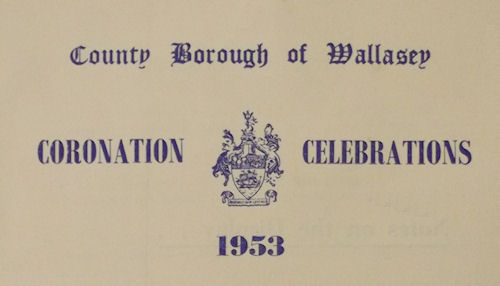 County Borough of Wallasey
CORONATION CELEBRATIONS
1953